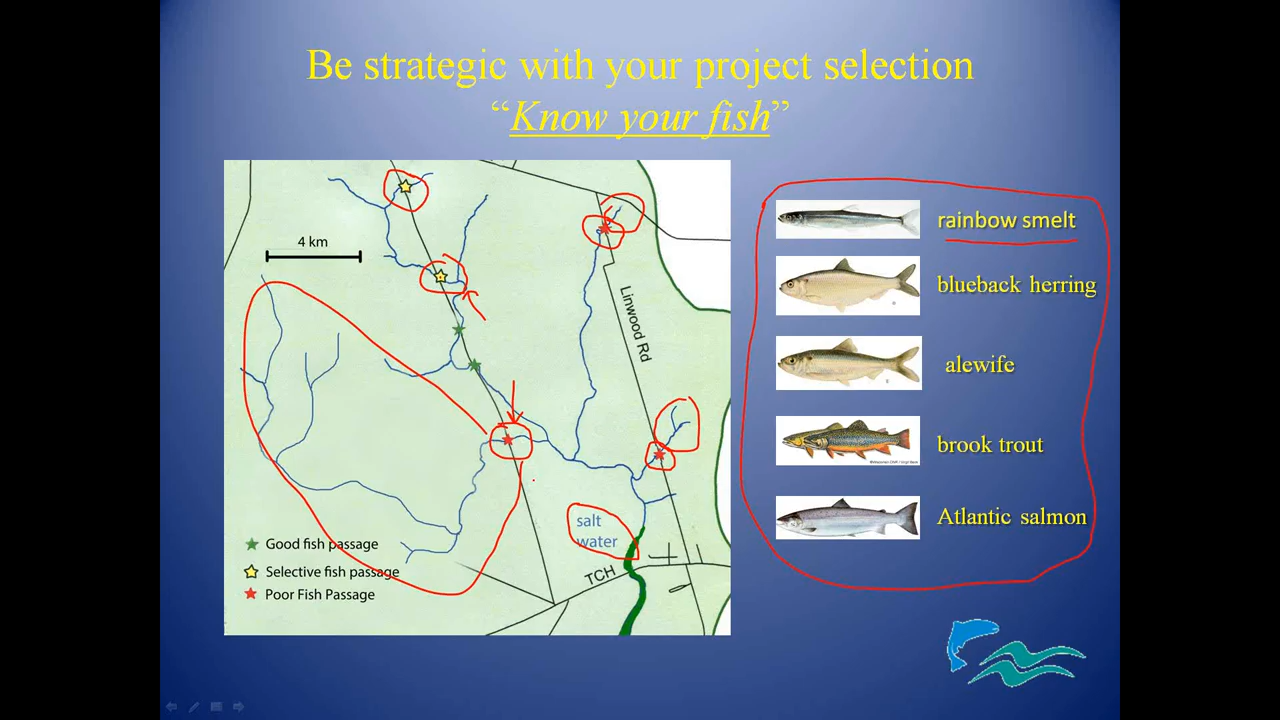 Be strategic with your project selection
“Know your fish”
4 km
Linwood Rd
salt
water
TCH
Good fish passage
Selective fish passage
Poor Fish Passage
rainbow smelt
blueback herring
alewife
brook trout
Atlantic salmon